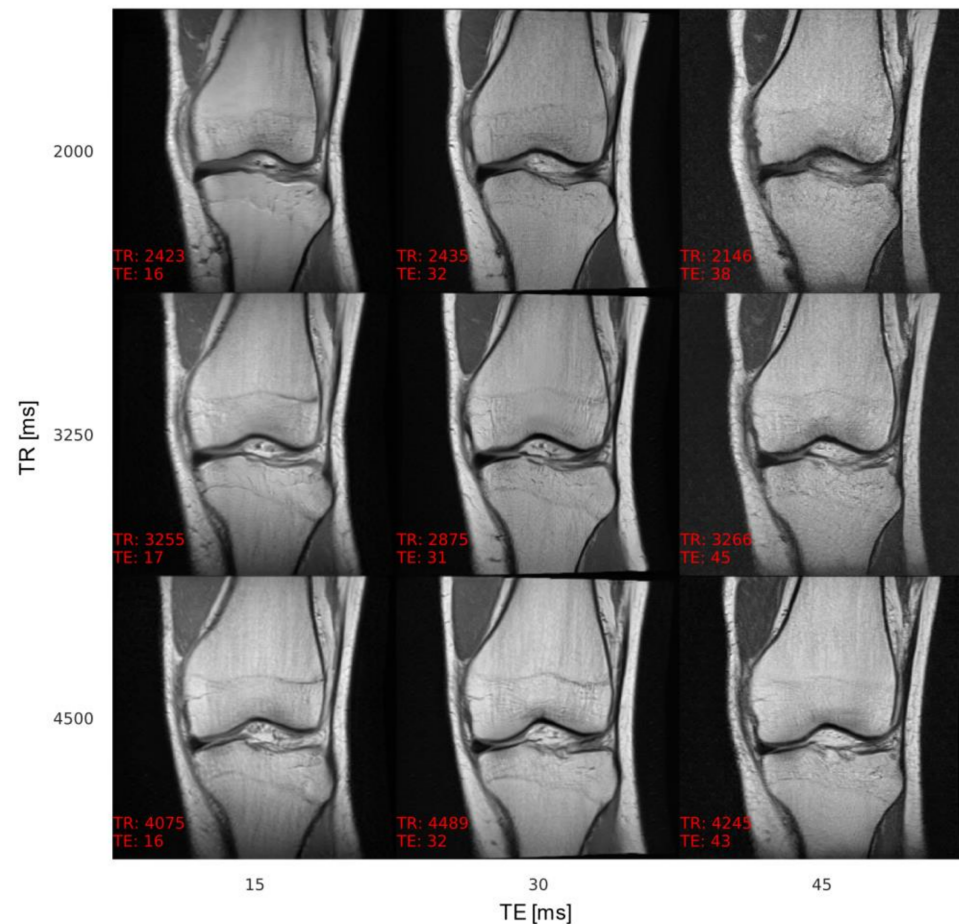 2000
TR: 2423
TE: 16
TR: 2435
TE: 32
TR: 2146
TE: 38
TR [ms]
3250
TR: 3255
TE: 17
TR: 2875
TE: 31
TR: 3266
TE: 45
4500
TR: 4075
TE: 16
TR: 4489
TE: 32
TR: 4245
TE: 43
15
30
45
TE [ms]